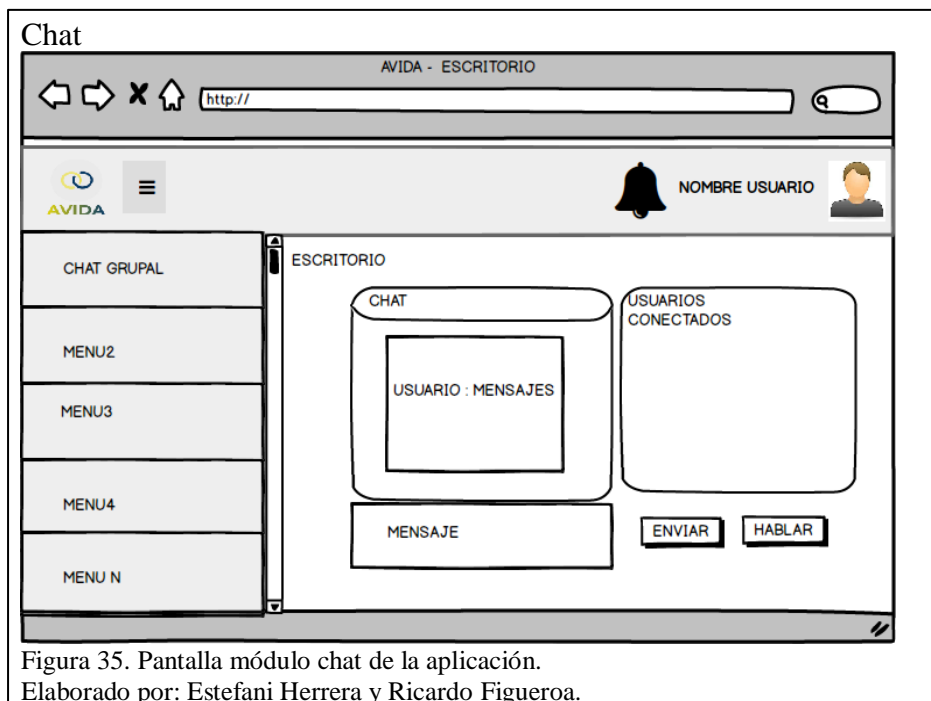 Chat
AVIDA - ESCRITORIO
http://
AVIDA
NOMBRE USUARIO
CHAT GRUPAL
MENU2
MENU3
MENU4
MENU N
ESCRITORIO
CHAT
USUARIO : MENSAJES
MENSAJE
USUARIOS
CONECTADOS
ENVIAR
HABLAR
Figura 35. Pantalla módulo chat de la aplicación.
Elaborado por: Estefani Herrera y Ricardo Figueroa.